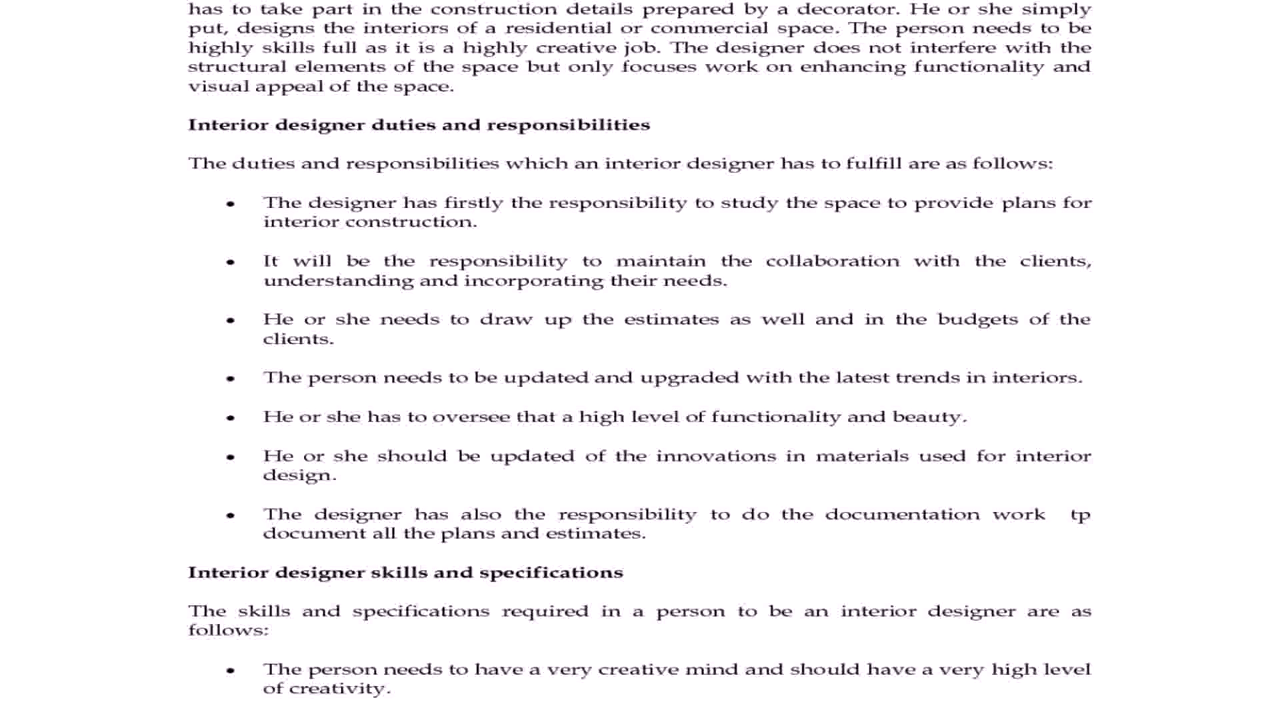 has to take part in the construction details prepared by a decorator. He or she simply
put, designs the interiors of a residential or commercial space. The person needs to be
highly skills full as it is a highly creative job. The designer does not interfere with the
structural elements of the space but only focuses work on enhancing functionality and
visual appeal of the space.
Interior designer duties and responsibilities
The duties and responsibilities which an interior designer has to fulfill are as follows:
• The designer has firstly the responsibility to study the space to provide plans for
interior construction.
• It will be the responsibility to maintain the collaboration with the clients,
understanding and incorporating their needs.
• He or she needs to draw up the estimates as well and in the budgets of the
clients.
• The person needs to be updated and upgraded with the latest trends in interiors.
• He or she has to oversee that a high level of functionality and beauty.
• He or she should be updated of the innovations in materials used for interior
design.
• The designer has also the responsibility to do the documentation work tp
document all the plans and estimates.
Interior designer skills and specifications
The skills and specifications required in a person to be an interior designer are as
follows:
• The person needs to have a very creative mind and should have a very high level
of creativity.